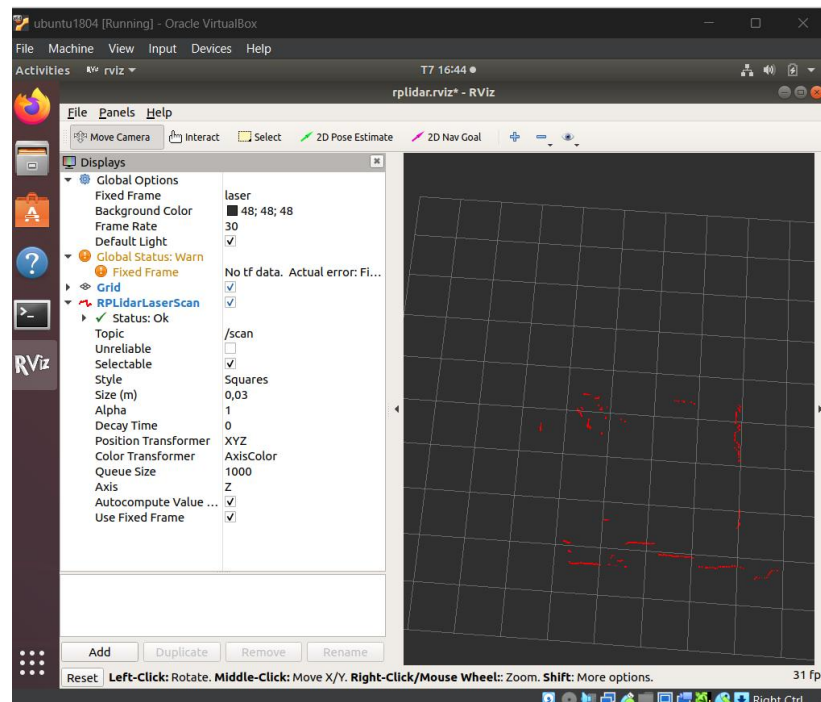 ubuntu1804 [Running] - Oracle VirtualBox
File Machine View Input Devices Help
Activities RViz rviz T7 16:44
rplidar.rviz* - RViz
File Panels Help
Move Camera Interact Select 2D Pose Estimate 2D Nav Goal
Displays
Global Options
Fixed Frame laser
Background Color 48; 48; 48
Frame Rate 30
Default Light
Global Status: Warn
Fixed Frame No tf data. Actual error: Fi...
Grid
RPLidarLaserScan
Status: Ok
Topic /scan
Unreliable
Selectable
Style Squares
Size (m) 0,03
Alpha 1
Decay Time 0
Position Transformer XYZ
Color Transformer AxisColor
Queue Size 1000
Axis Z
Autocompute Value ...
Use Fixed Frame
RViz
Add Duplicate Remove Rename
Reset Left-Click: Rotate. Middle-Click: Move X/Y. Right-Click/Mouse Wheel:: Zoom. Shift: More options. 31 fp
Right Ctrl